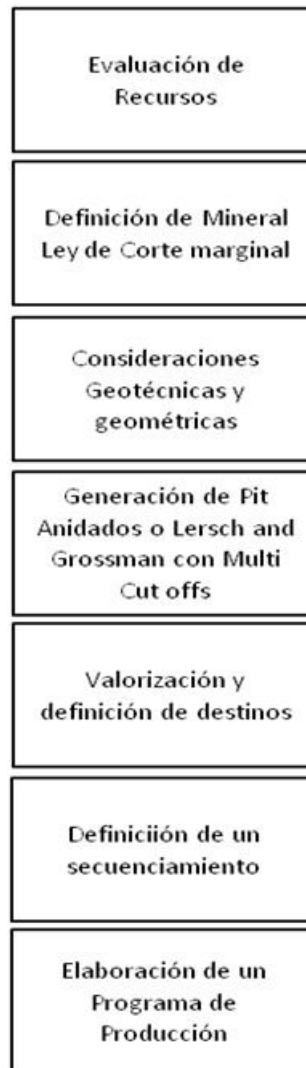 Evaluación de
Recursos
Definición de Mineral
Ley de Corte marginal
Consideraciones
Geotécnicas y
geométricas
Generación de Pit
Anidados o Lersch and
Grossman con Multi
Cut offs
Valorización y
definición de destinos
Definiciión de un
secuenciamiento
Elaboración de un
Programa de
Producción